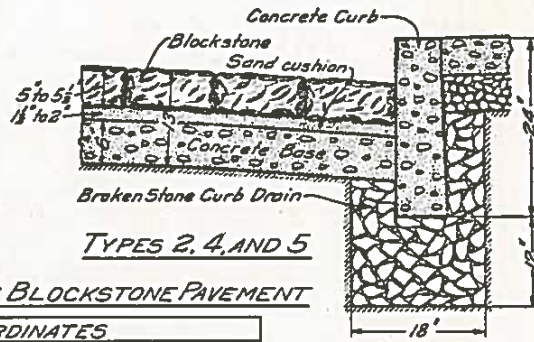 Concrete Curb
Blockstone
Sand cushion
5" to 5½"
1½" to 2"
Concrete Base
24"
Broken Stone Curb Drain
12"
TYPES 2, 4, AND 5
BLOCKSTONE PAVEMENT
18"